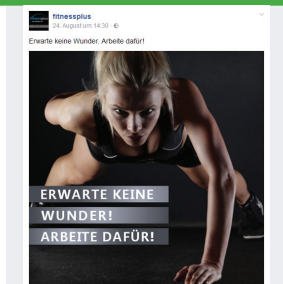 fitnessplus
24. August um 14:30 ·
Erwarte keine Wunder. Arbeite dafür!
ERWARTE KEINE
WUNDER!
ARBEITE DAFÜR!